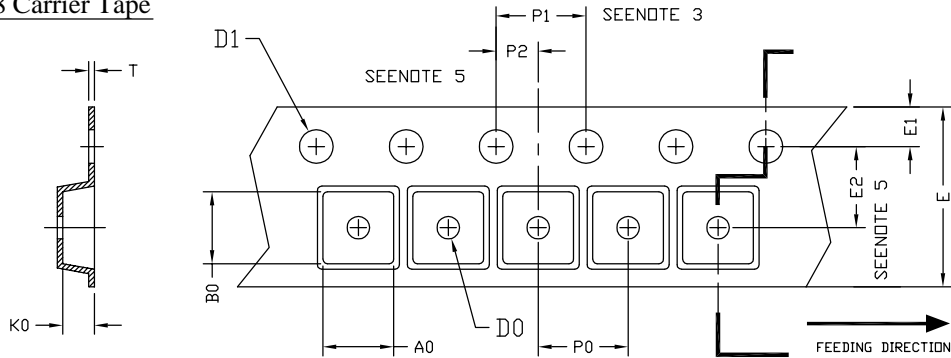 8 Carrier Tape
P1
SEENOTE 3
D1
P2
T
SEENOTE 5
E1
E2
E
SEENOTE 5
B0
K0
D0
A0
P0
FEEDING DIRECTION